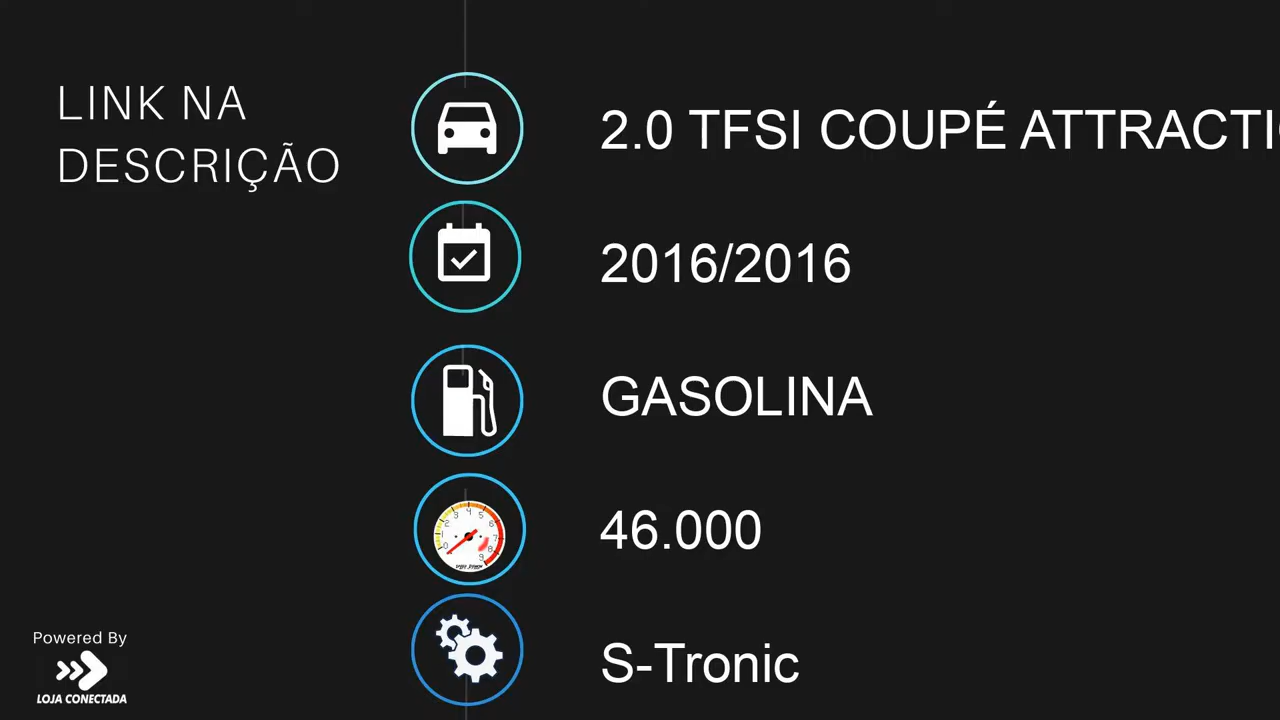 LINK NA
DESCRIÇÃO
2.0 TFSI COUPÉ ATTRACTI
2016/2016
GASOLINA
46.000
S-Tronic
Powered By
LOJA CONECTADA